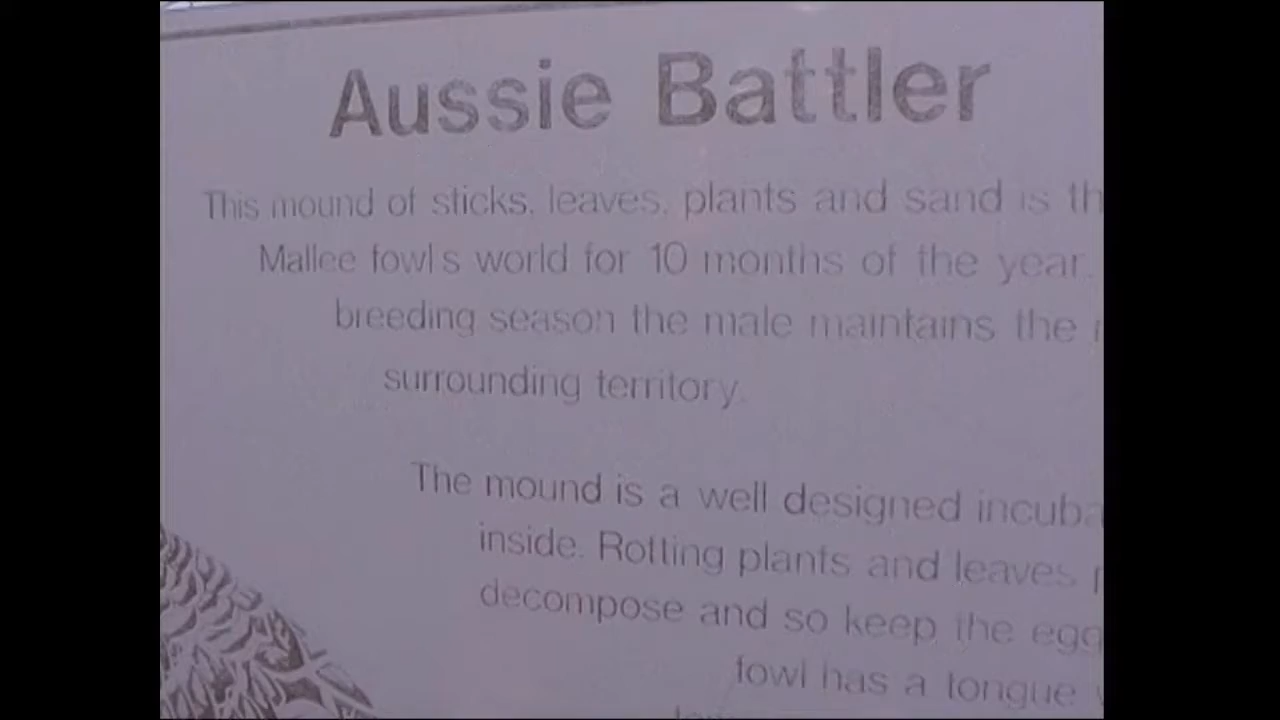 Aussie Battler
This mound of sticks, leaves, plants and sand is th
Mallee fowl s world for 10 months of the year.
breeding season the male maintains the
surrounding territory.
The mound is a well designed incuba
inside. Rotting plants and leaves
decompose and so keep the egg
fowl has a tongue